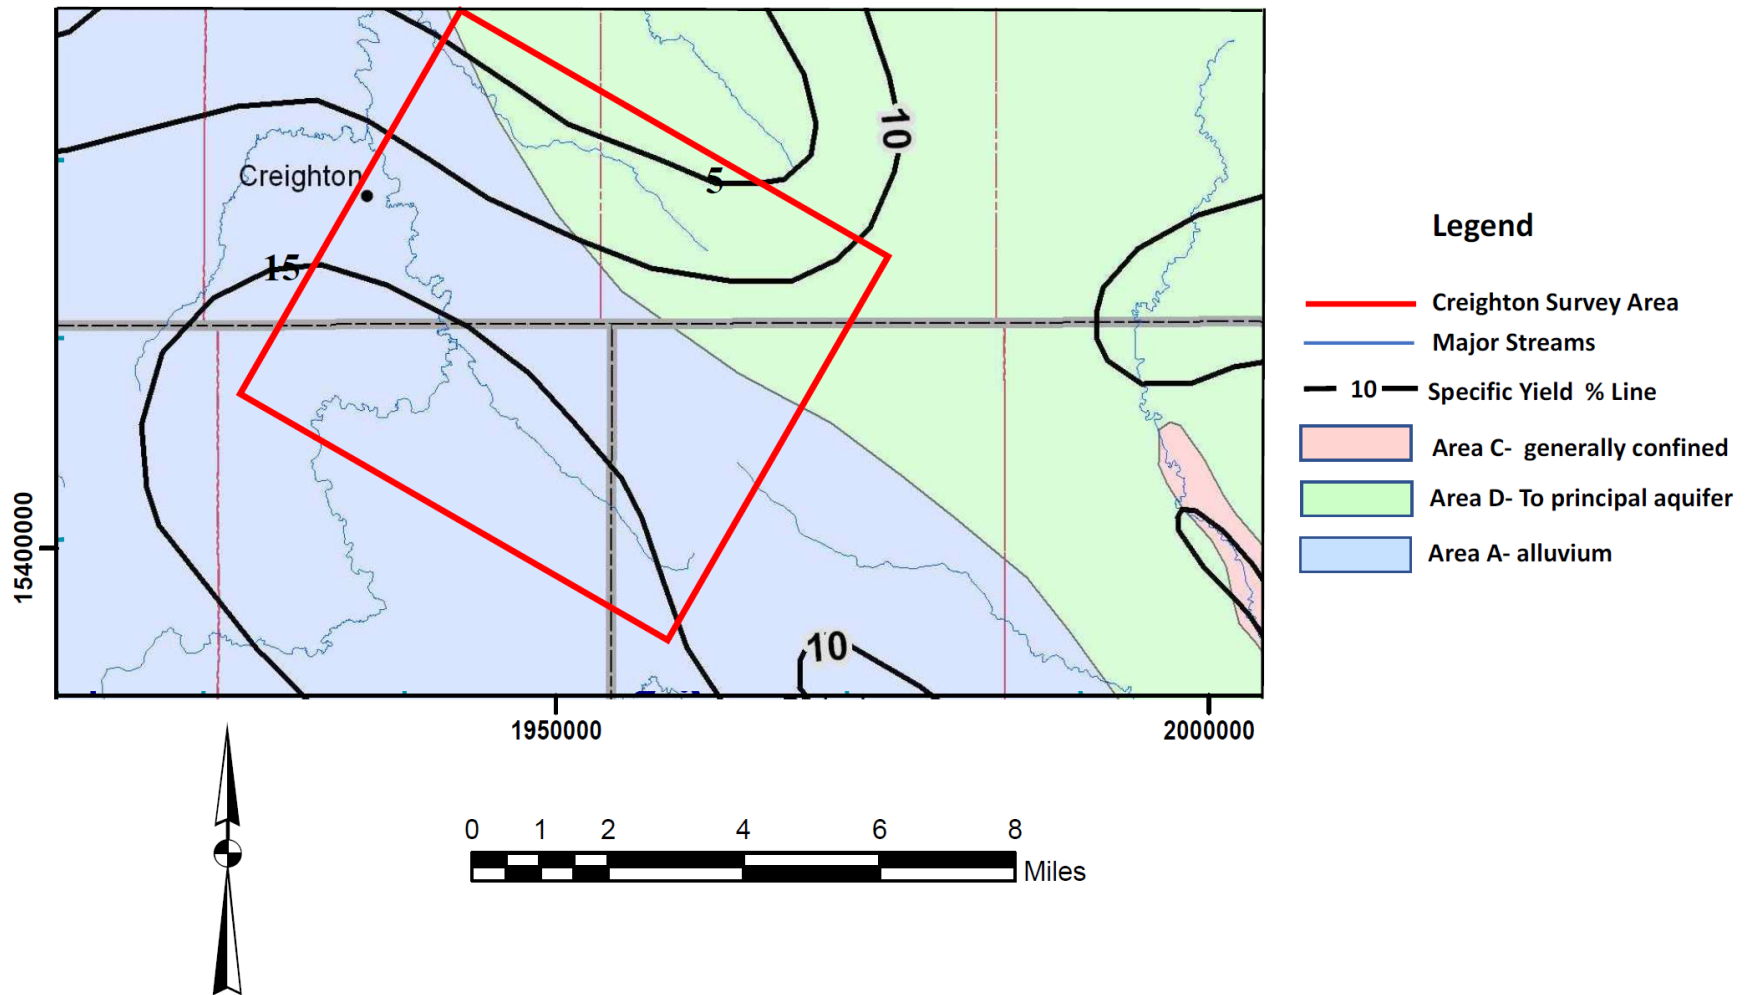 10
Creighton
5
15
10
1540000
1950000
2000000
0 1 2 4 6 8
Miles
Legend
Creighton Survey Area
Major Streams
10 Specific Yield % Line
Area C- generally confined
Area D- To principal aquifer
Area A- alluvium